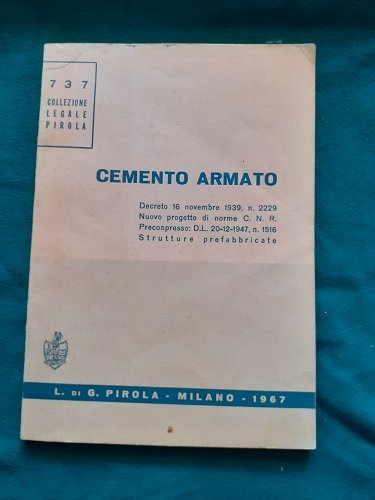 737
COLLEZIONE
LEGALE
PIROLA
CEMENTO ARMATO
Decreto 16 novembre 1939, n. 2229
Nuovo progetto di norme C. N. R.
Preconpresso: D.L. 20-12-1947, n. 1516
Strutture prefabbricate
L. DI G. PIROLA - MILANO - 1967